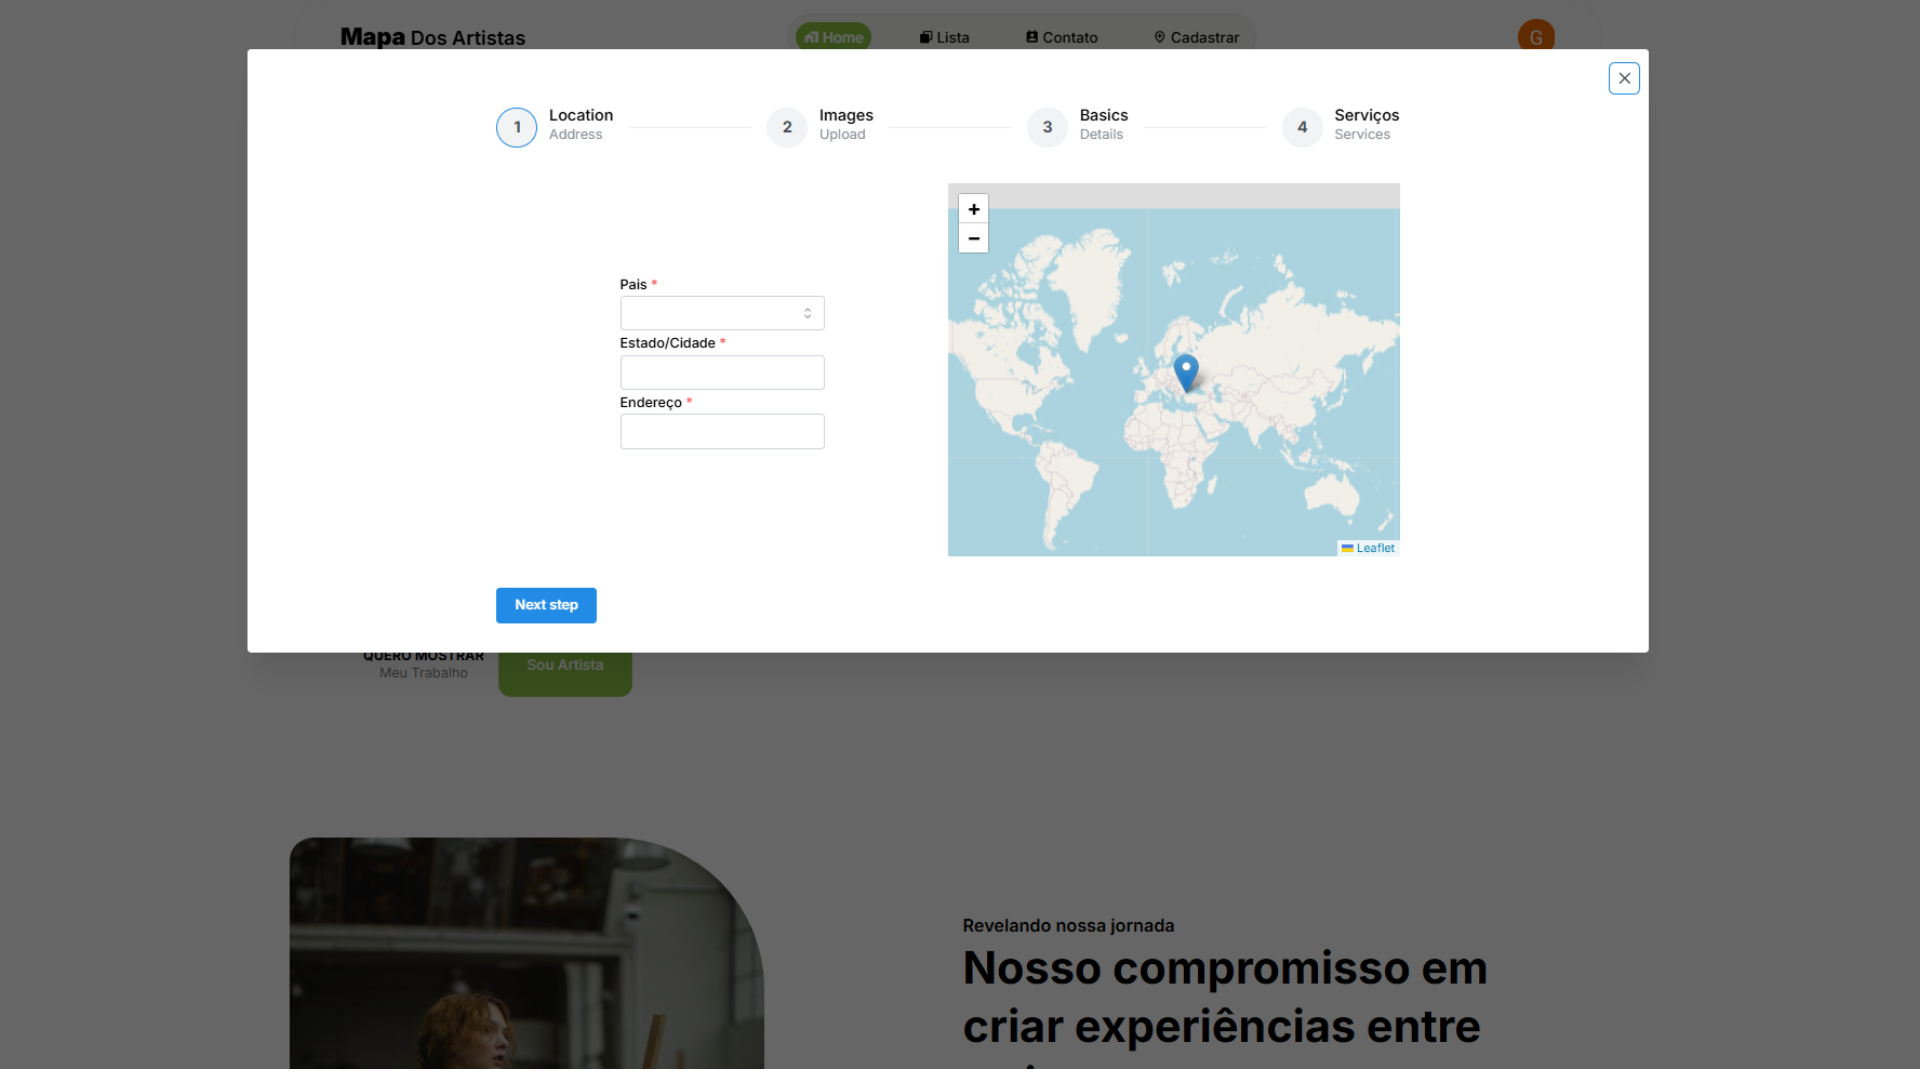 Mapa Dos Artistas
Home
Lista
Contato
Cadastrar
G
1
Location
Address
2
Images
Upload
3
Basics
Details
4
Serviços
Services
Pais *
Estado/Cidade *
Endereço *
+
−
Leaflet
Next step
QUERO MOSTRAR
Meu Trabalho
Sou Artista
Revelando nossa jornada
Nosso compromisso em
criar experiências entre